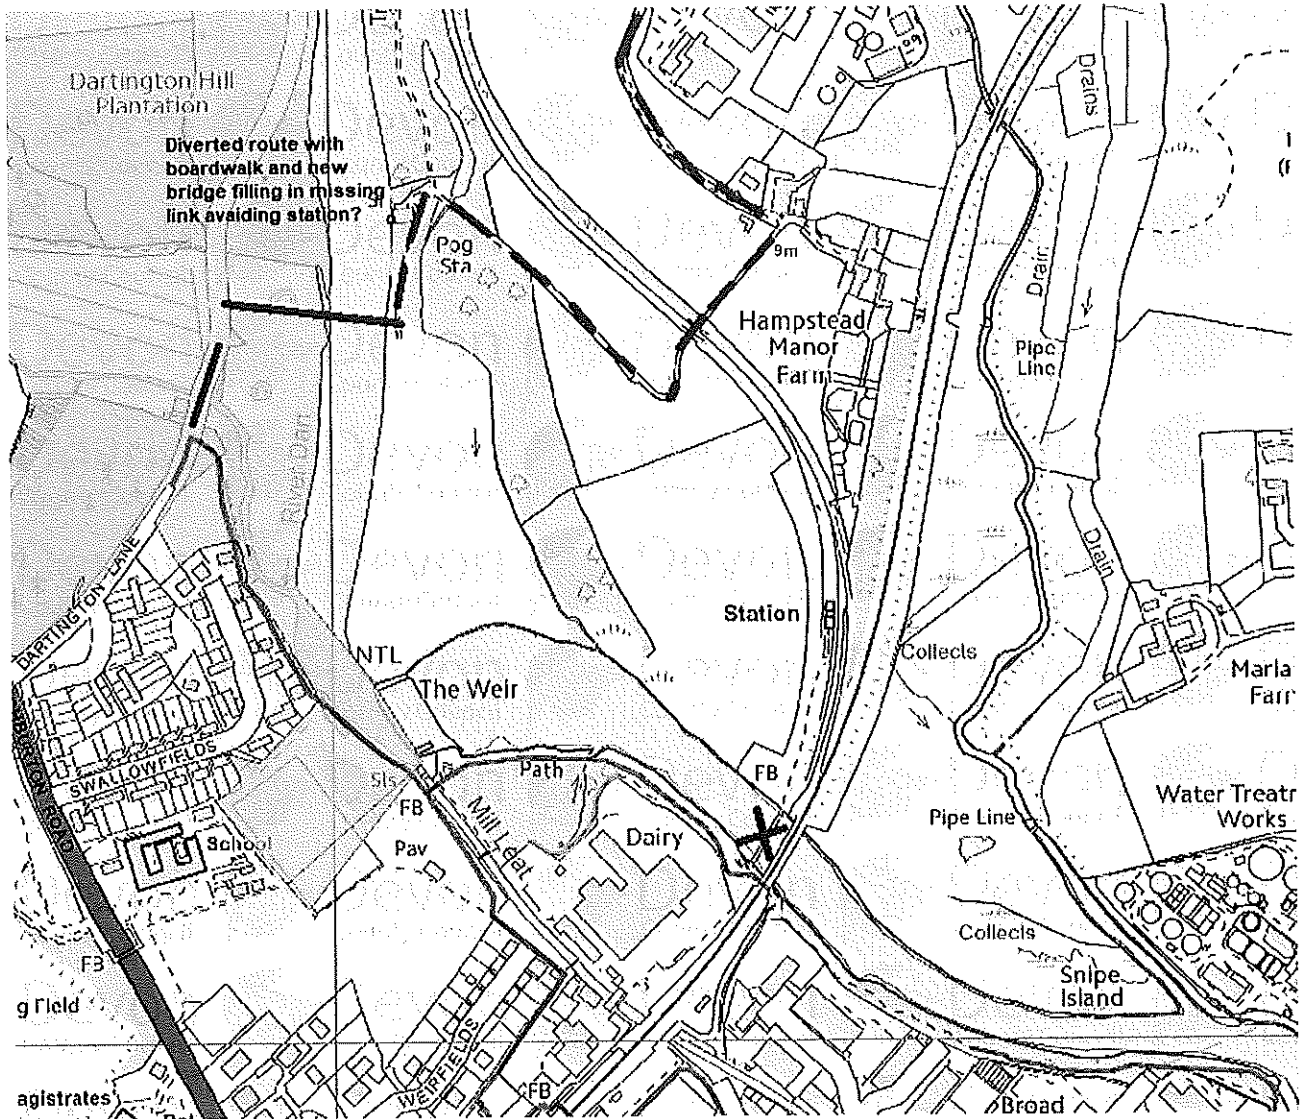 Dartington Hill
Plantation
Diverted route with
boardwalk and new
bridge filling in missing
link avaiding station?
Drains
Pog
Sta
9m
Drain
Hampstead
Manor
Farm
Pipe
Line
River Dart
Drain
DARTINGTON LANE
Station
NTL
Collects
The Weir
Marla
Farr
SWALLOWFIELDS
Path
FB
Sls
FB
Mill Leat
Water Treatr
Works
Pipe Line
School
Pav
Dairy
Collects
FB
Snipe
Island
g Field
WEIRFIELDS
agistrates
FB
Broad